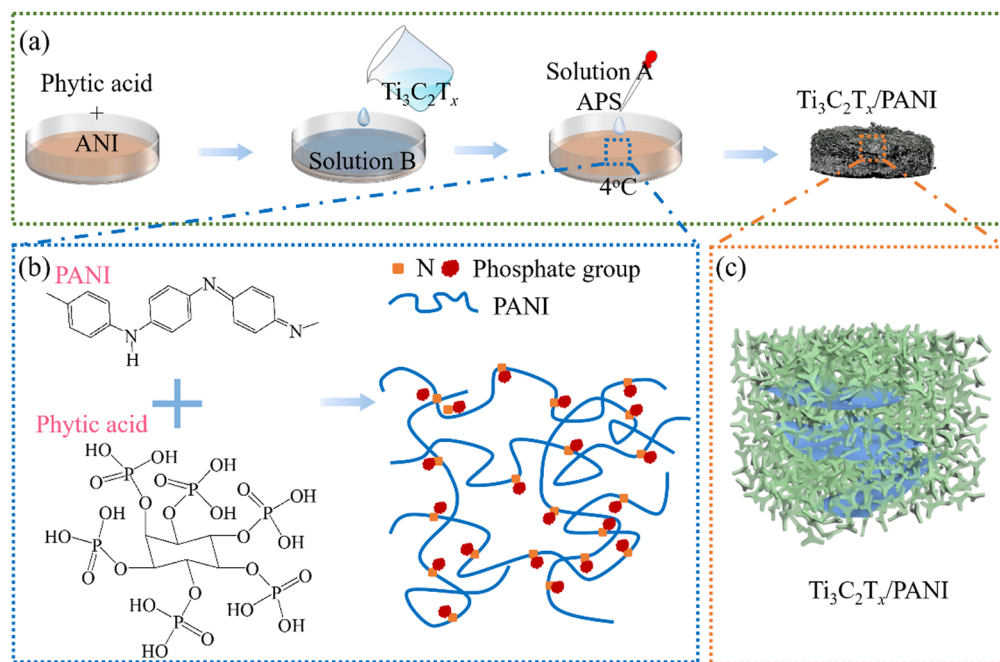 (a)
Phytic acid
+
ANI
Ti₃C₂Tₓ
Solution B
Solution A
APS
4°C
Ti₃C₂Tₓ/PANI
(b)
PANI
N
N
N
H
N Phosphate group
PANI
Phytic acid
HO
OH
P
O
O
O
P
OH
OH
O
HO
OH
P
O
O
HO
OH
P
O
O
O
P
O
HO
OH
O
P
O
HO
OH
(c)
Ti₃C₂Tₓ/PANI